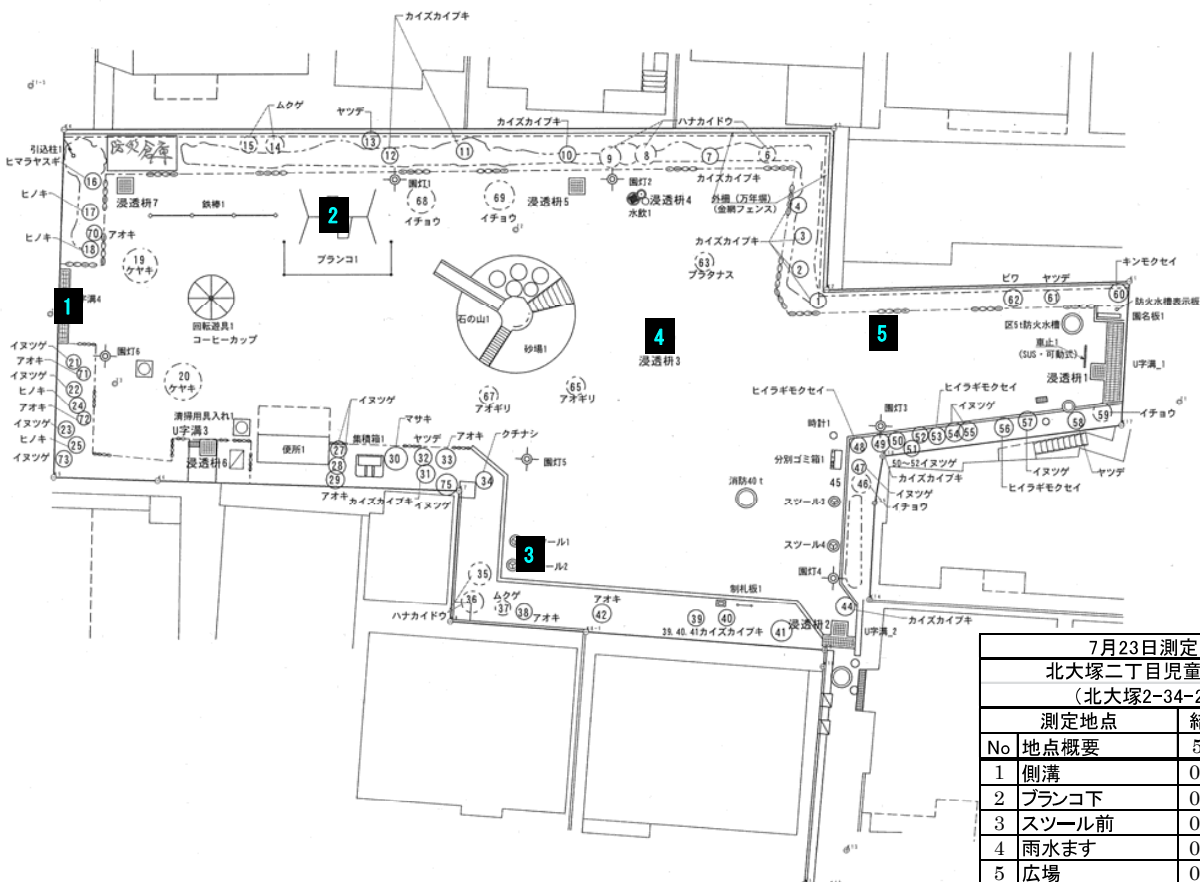 カイズカイブキ
ムクゲ
ヤツデ
カイズカイブキ
ハナカイドウ
引込柱1
ヒマラヤスギ
防災倉庫
15
14
13
12
11
10
9
8
7
6
カイズカイブキ
16
浸透枡7
園灯1
浸透枡5
園灯2
浸透枡4
水飲1
外柵(万年塀)
(金網フェンス)
ヒノキ
17
鉄棒1
2
68
イチョウ
69
イチョウ
4
70
アオキ
ヒノキ
18
カイズカイブキ
3
19
ケヤキ
ブランコ1
63
プラタナス
2
キンモクセイ
1
U字溝4
回転遊具1
コーヒーカップ
石の山1
砂場1
1
ビワ
ヤツデ
62
61
60
防火水槽表示板
園名板1
4
浸透枡3
5
区5t防火水槽
車止1
(SUS・可動式)
浸透枡1
U字溝_1
イヌツゲ
21
園灯6
アオキ
71
イヌツゲ
22
20
ケヤキ
ヒノキ
24
アオキ
72
イヌツゲ
23
ヒノキ
25
イヌツゲ
73
67
アオギリ
65
アオギリ
清掃用具入れ1
U字溝3
浸透枡6
便所1
イヌツゲ
マサキ
集積箱1
ヤツデ
アオキ
クチナシ
27
28
29
30
32
33
31
75
34
アオキ
カイズカイブキ
イヌツゲ
園灯5
ヒイラギモクセイ
ヒイラギモクセイ
イヌツゲ
園灯3
時計1
48
49
50
51
52
53
54
55
56
57
58
59
イチョウ
分別ゴミ箱1
47
46
45
50~52イヌツゲ
カイズカイブキ
イヌツゲ
イチョウ
イヌツゲ
ヒイラギモクセイ
ヤツデ
消防40t
スツール3
スツール4
園灯4
スツール1
3
ール2
35
36
ハナカイドウ
ムクゲ
37
38
アオキ
アオキ
42
制札板1
39
40
41
39.40.41カイズカイブキ
浸透枡2
44
カイズカイブキ
U字溝_2
7月23日測定
北大塚二丁目児童
(北大塚2-34-2
測定地点
No 地点概要 5
1 側溝 0
2 ブランコ下 0
3 スツール前 0
4 雨水ます 0
5 広場 0